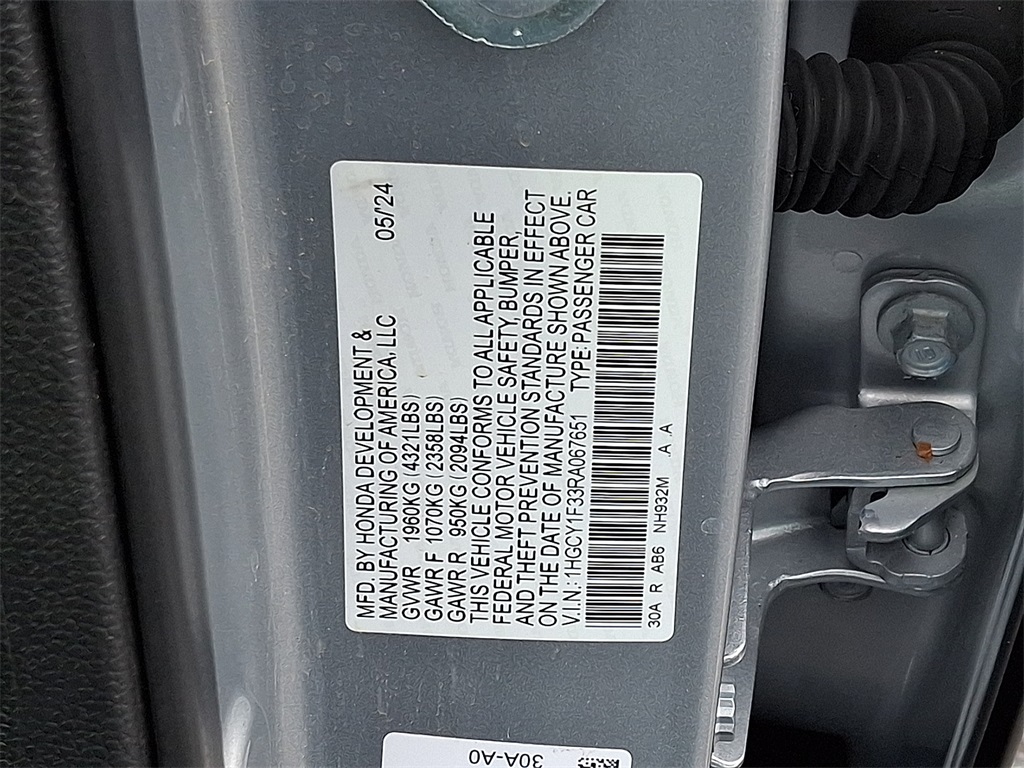 MFD. BY HONDA DEVELOPMENT &
MANUFACTURING OF AMERICA, LLC 05/24
GVWR 1960KG (4321LBS)
GAWR F 1070KG (2358LBS)
GAWR R 950KG (2094LBS)
THIS VEHICLE CONFORMS TO ALL APPLICABLE
FEDERAL MOTOR VEHICLE SAFETY BUMPER,
AND THEFT PREVENTION STANDARDS IN EFFECT
ON THE DATE OF MANUFACTURE SHOWN ABOVE.
V.I.N.: 1HGCY1F33RA067651 TYPE: PASSENGER CAR
30A R AB6 NH932M .A .A
30A-A0